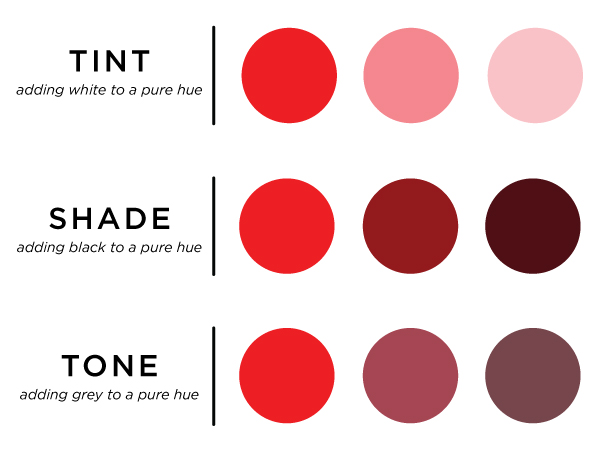 TINT
adding white to a pure hue
SHADE
adding black to a pure hue
TONE
adding grey to a pure hue